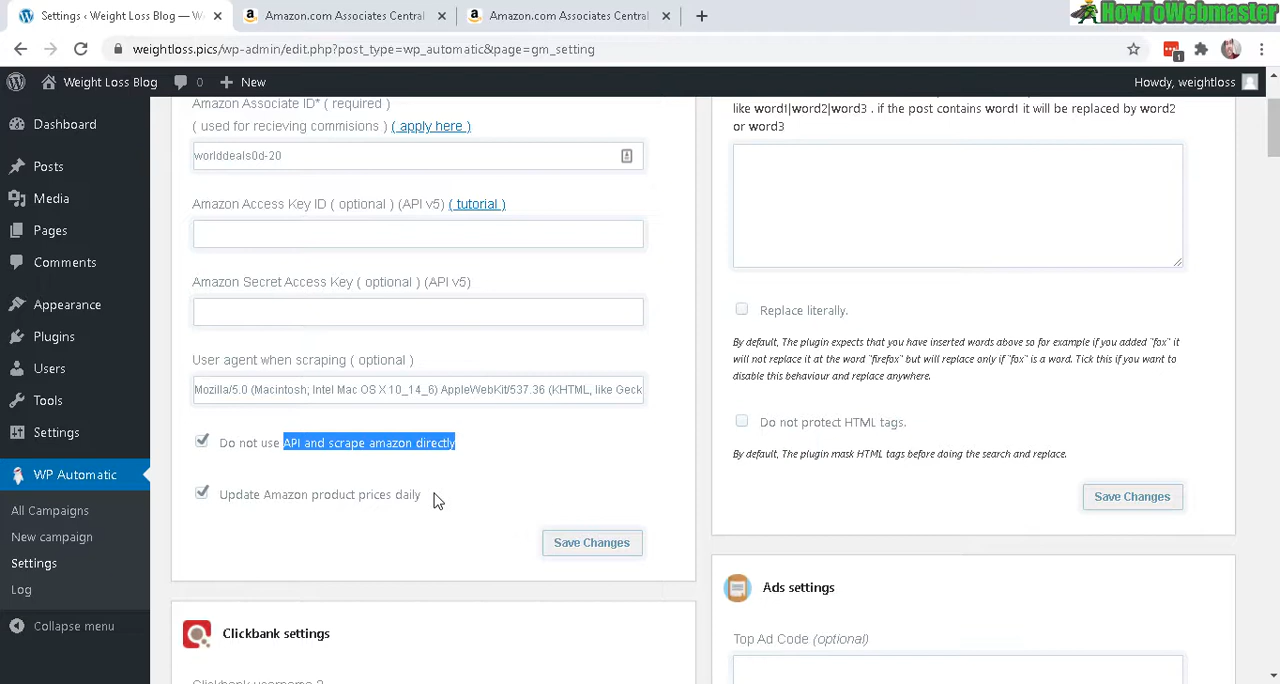 Settings ‹ Weight Loss Blog — W
Amazon.com Associates Central
Amazon.com Associates Central
HowToWebmaster
weightloss.pics/wp-admin/edit.php?post_type=wp_automatic&page=gm_setting
1
Weight Loss Blog
0
New
Howdy, weightloss
Dashboard
Posts
Media
Pages
Comments
Appearance
Plugins
Users
Tools
Settings
WP Automatic
All Campaigns
New campaign
Settings
Log
Collapse menu
Amazon Associate ID* ( required )
( used for recieving commisions ) ( apply here )
worlddeals0d-20
Amazon Access Key ID ( optional ) (API v5) ( tutorial )
Amazon Secret Access Key ( optional ) (API v5)
User agent when scraping ( optional )
Mozilla/5.0 (Macintosh; Intel Mac OS X 10_14_6) AppleWebKit/537.36 (KHTML, like Geck
Do not use API and scrape amazon directly
Update Amazon product prices daily
Save Changes
Clickbank settings
like word1|word2|word3 . if the post contains word1 it will be replaced by word2
or word3
Replace literally.
By default, The plugin expects that you have inserted words above so for example if you added "fox" it
will not replace it at the word "firefox" but will replace only if "fox" is a word. Tick this if you want to
disable this behaviour and replace anywhere.
Do not protect HTML tags.
By default, The plugin mask HTML tags before doing the search and replace.
Save Changes
Ads settings
Top Ad Code (optional)